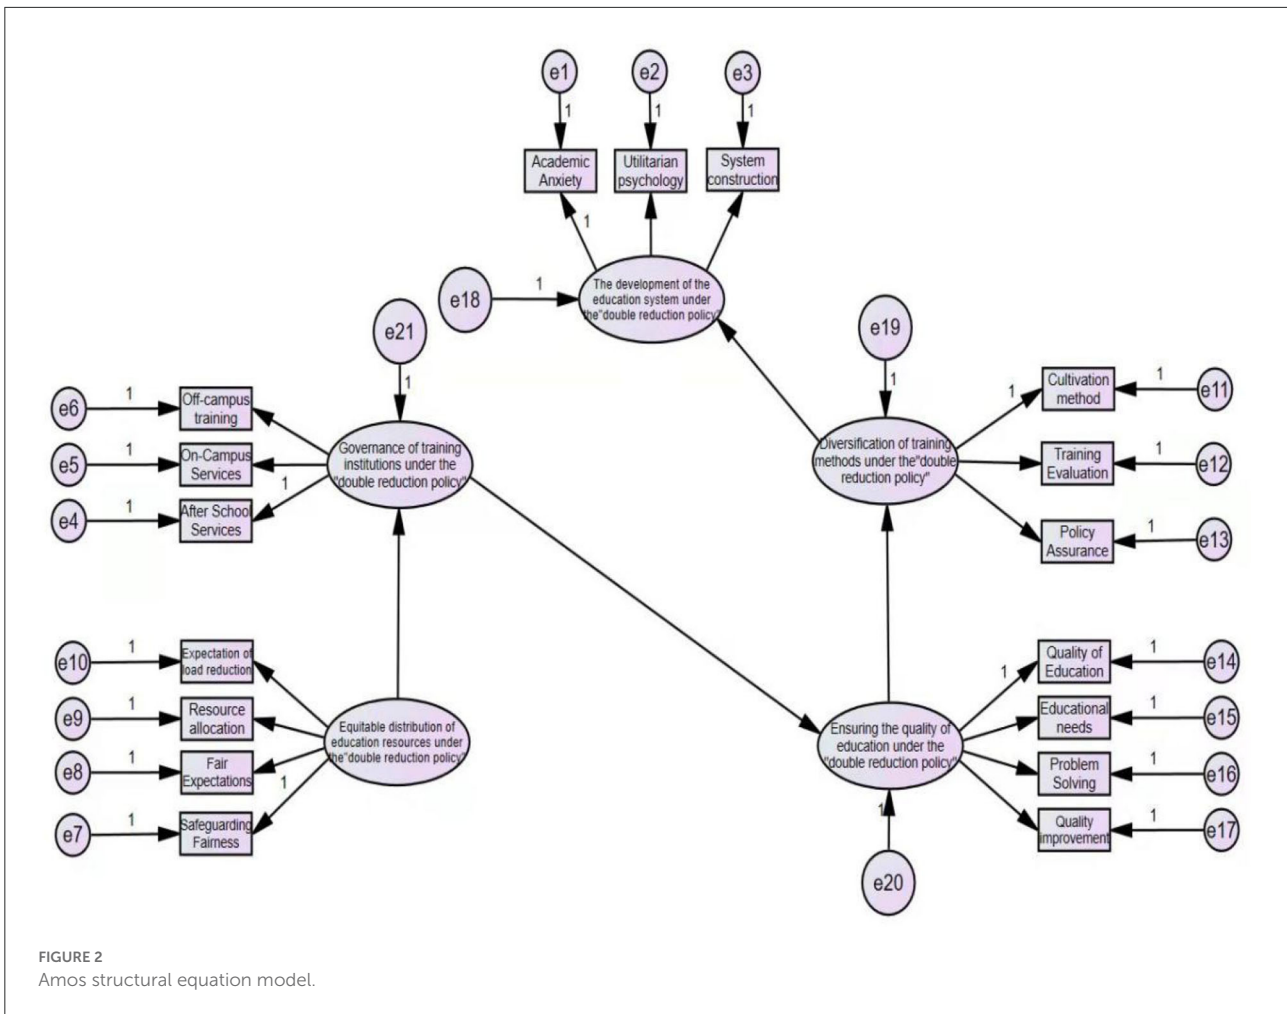 e1
e2
e3
1
1
1
Academic
Anxiety
Utilitarian
psychology
System
construction
1
e18
1
The development of the
education system under
the"double reduction policy"
e21
1
e19
1
e6
1
Off-campus
training
e5
1
On-Campus
Services
e4
1
After School
Services
1
Governance of training
institutions under the
"double reduction policy"
Diversification of training
methods under the"double
reduction policy"
1
Cultivation
method
1
e11
Training
Evaluation
1
e12
Policy
Assurance
1
e13
e10
1
Expectation of
load reduction
e9
1
Resource
allocation
e8
1
Fair
Expectations
e7
1
Safeguarding
Fairness
1
Equitable distribution of
education resources under
the"double reduction policy"
Ensuring the quality of
education under the
"double reduction policy"
1
Quality of
Education
1
e14
Educational
needs
1
e15
Problem
Solving
1
e16
Quality
improvement
1
e17
1
e20
FIGURE 2
Amos structural equation model.